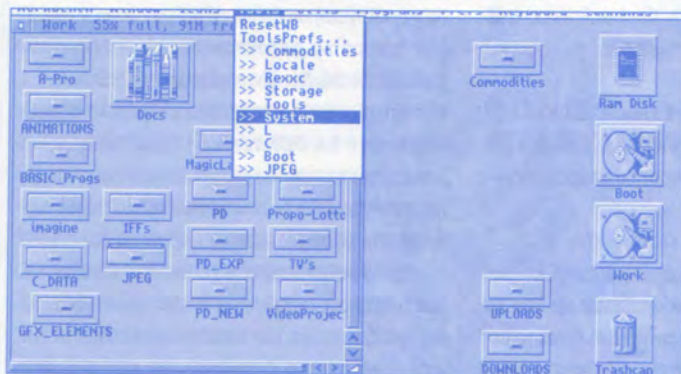 Work 55% full, 91M fre
ResetWB
ToolsPrefs...
>> Commodities
>> Locale
>> Rexxc
>> Storage
>> Tools
>> System
>> L
>> C
>> Boot
>> JPEG
A-Pro
Docs
Commodities
Ram Disk
ANIMATIONS
MagicLa
BASIC_Progs
Boot
imagine
IFFs
PD
Propo-Lotto
C_DATA
JPEG
PD_EXP
TV's
Work
GFX_ELEMENTS
PD_NEW
VideoProjec
UPLOADS
DOWNLOADS
Trashcan